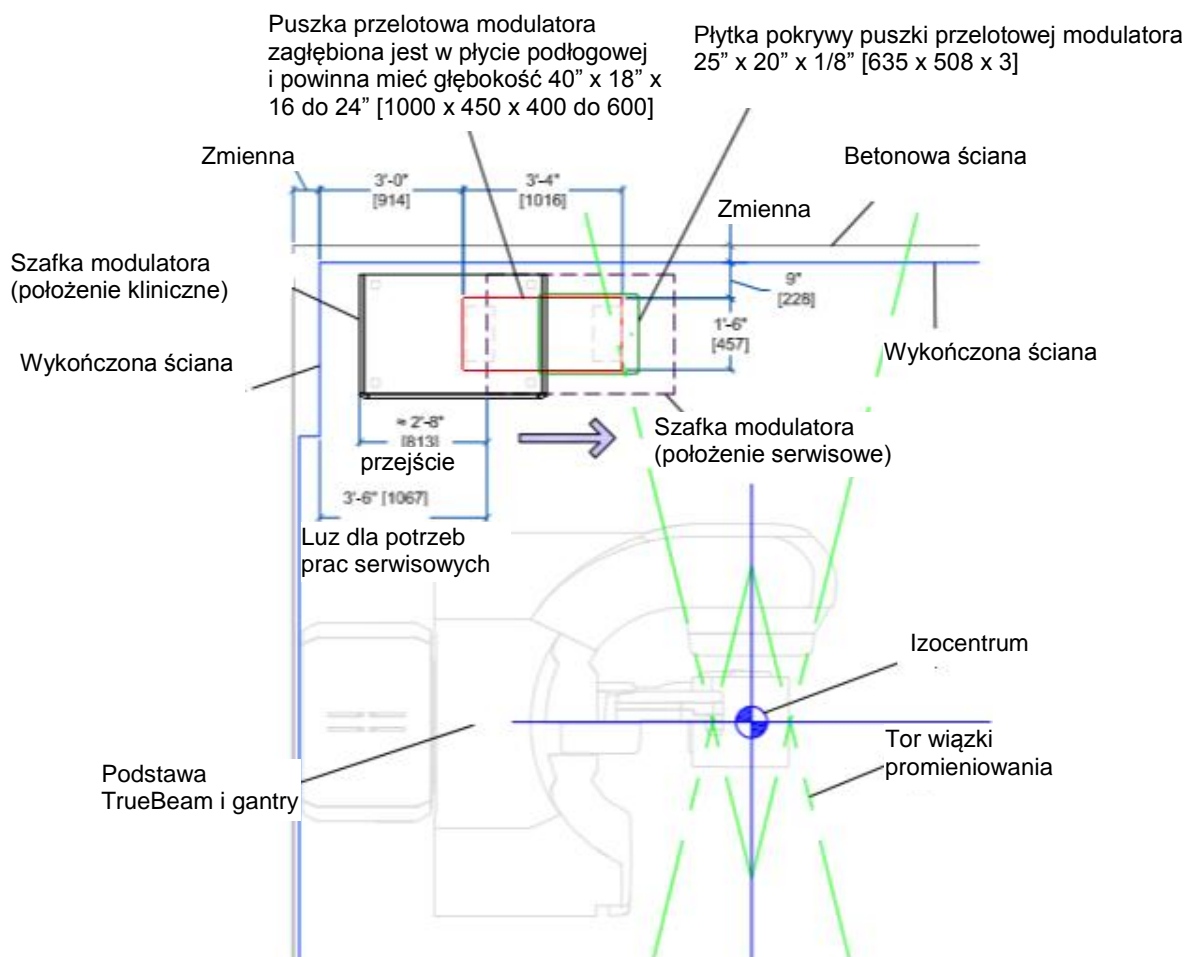 Puszka przelotowa modulatora
zagłębiona jest w płycie podłogowej
i powinna mieć głębokość 40” x 18” x
16 do 24” [1000 x 450 x 400 do 600]
Płytka pokrywy puszki przelotowej modulatora
25” x 20” x 1/8” [635 x 508 x 3]
Zmienna
Betonowa ściana
3'-0"
[914]
3'-4"
[1016]
Zmienna
Szafka modulatora
(położenie kliniczne)
9"
[228]
1'-6"
[457]
Wykończona ściana
Wykończona ściana
≈ 2'-8"
[813]
przejście
Szafka modulatora
(położenie serwisowe)
3'-6" [1067]
Luz dla potrzeb
prac serwisowych
Izocentrum
Tor wiązki
promieniowania
Podstawa
TrueBeam i gantry